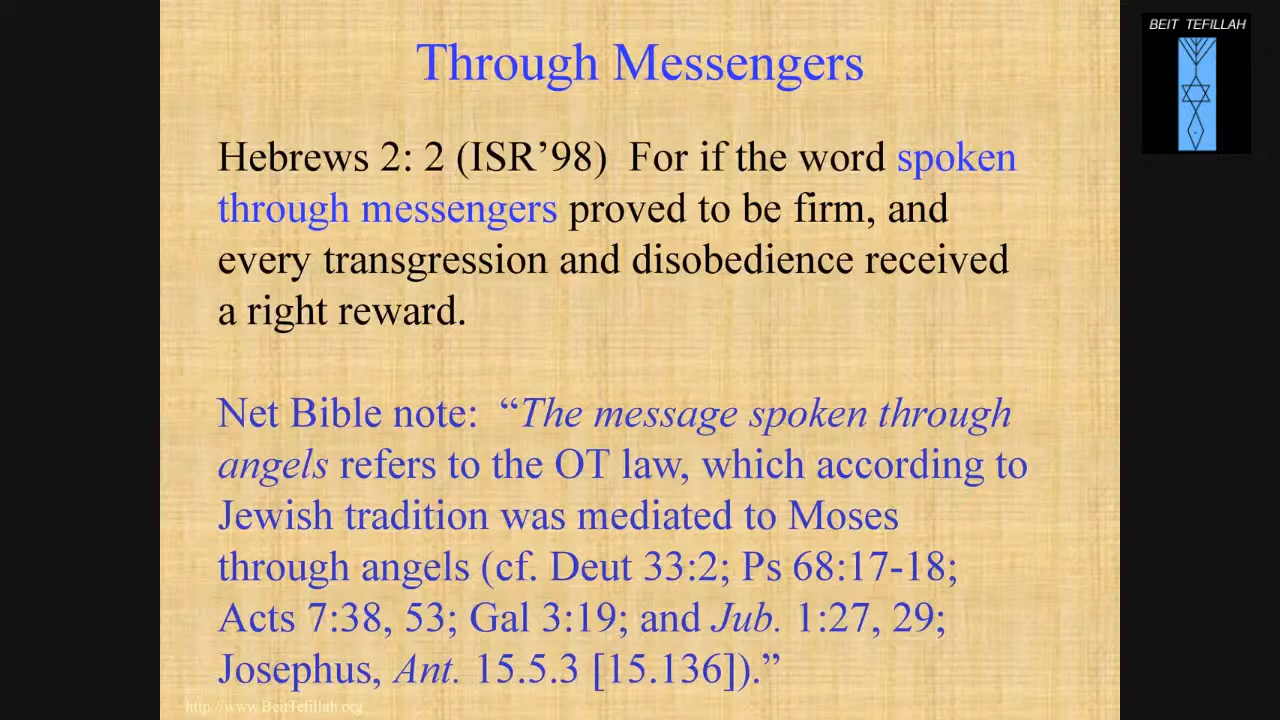 Through Messengers
BEIT TEFILLAH
Hebrews 2: 2 (ISR’98)  For if the word spoken
through messengers proved to be firm, and
every transgression and disobedience received
a right reward.
Net Bible note:  “The message spoken through
angels refers to the OT law, which according to
Jewish tradition was mediated to Moses
through angels (cf. Deut 33:2; Ps 68:17-18;
Acts 7:38, 53; Gal 3:19; and Jub. 1:27, 29;
Josephus, Ant. 15.5.3 [15.136]).”
http://www.BeitTefillah.org